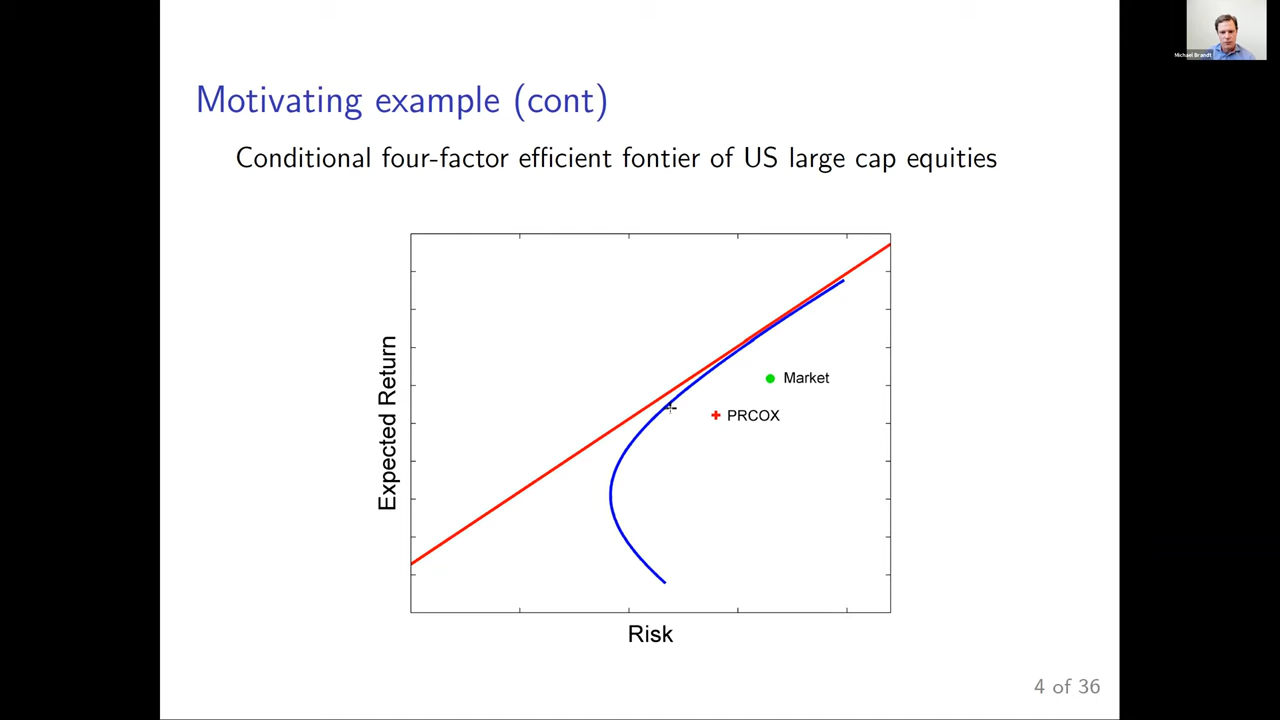 Michael Brandt
Motivating example (cont)
Conditional four-factor efficient fontier of US large cap equities
Expected Return
Market
PRCOX
Risk
4 of 36